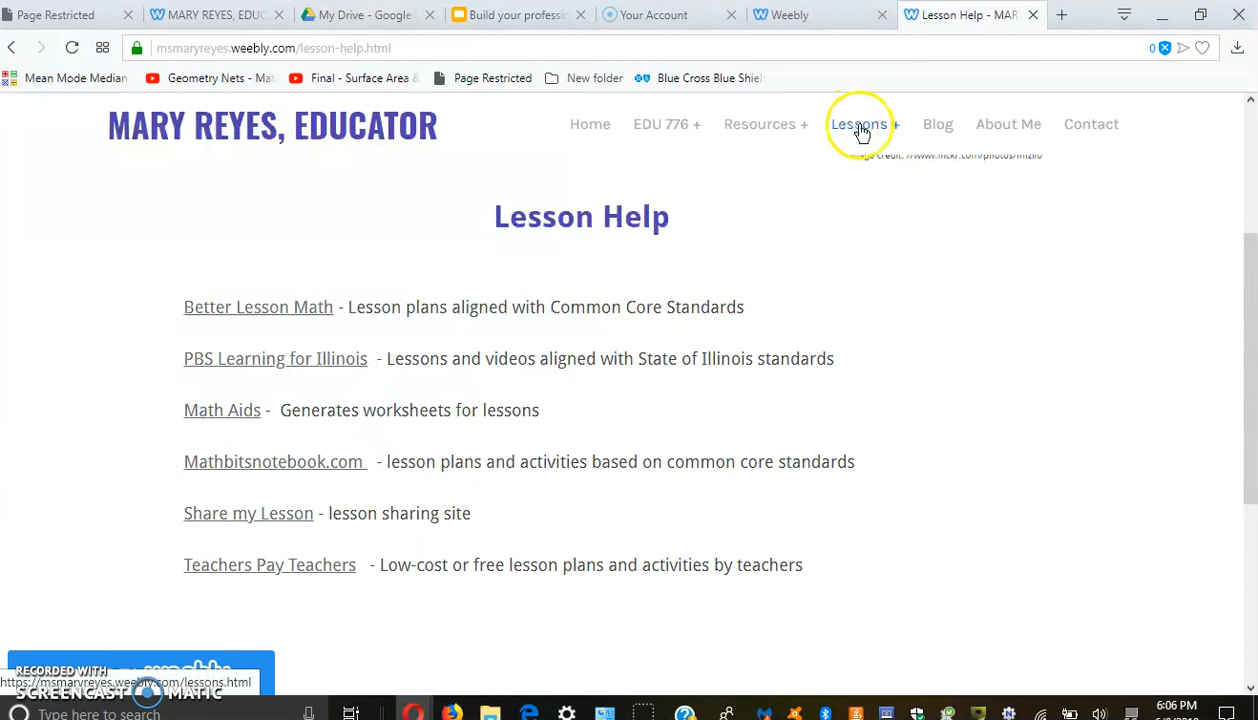 Page Restricted
MARY REYES, EDUC
My Drive - Google
Build your professio
Your Account
Weebly
Lesson Help - MAR
msmaryreyes.weebly.com/lesson-help.html
0
Mean Mode Median
Geometry Nets - Mat
Final - Surface Area &
Page Restricted
New folder
Blue Cross Blue Shiel
MARY REYES, EDUCATOR
Home
EDU 776 +
Resources +
Lessons +
Blog
About Me
Contact
Lesson Help
Better Lesson Math - Lesson plans aligned with Common Core Standards
PBS Learning for Illinois - Lessons and videos aligned with State of Illinois standards
Math Aids - Generates worksheets for lessons
Mathbitsnotebook.com - lesson plans and activities based on common core standards
Share my Lesson - lesson sharing site
Teachers Pay Teachers - Low-cost or free lesson plans and activities by teachers
RECORDED WITH
https://msmaryreyes.weebly.com/lessons.html
SCREENCAST MATIC
Type here to search
6:06 PM